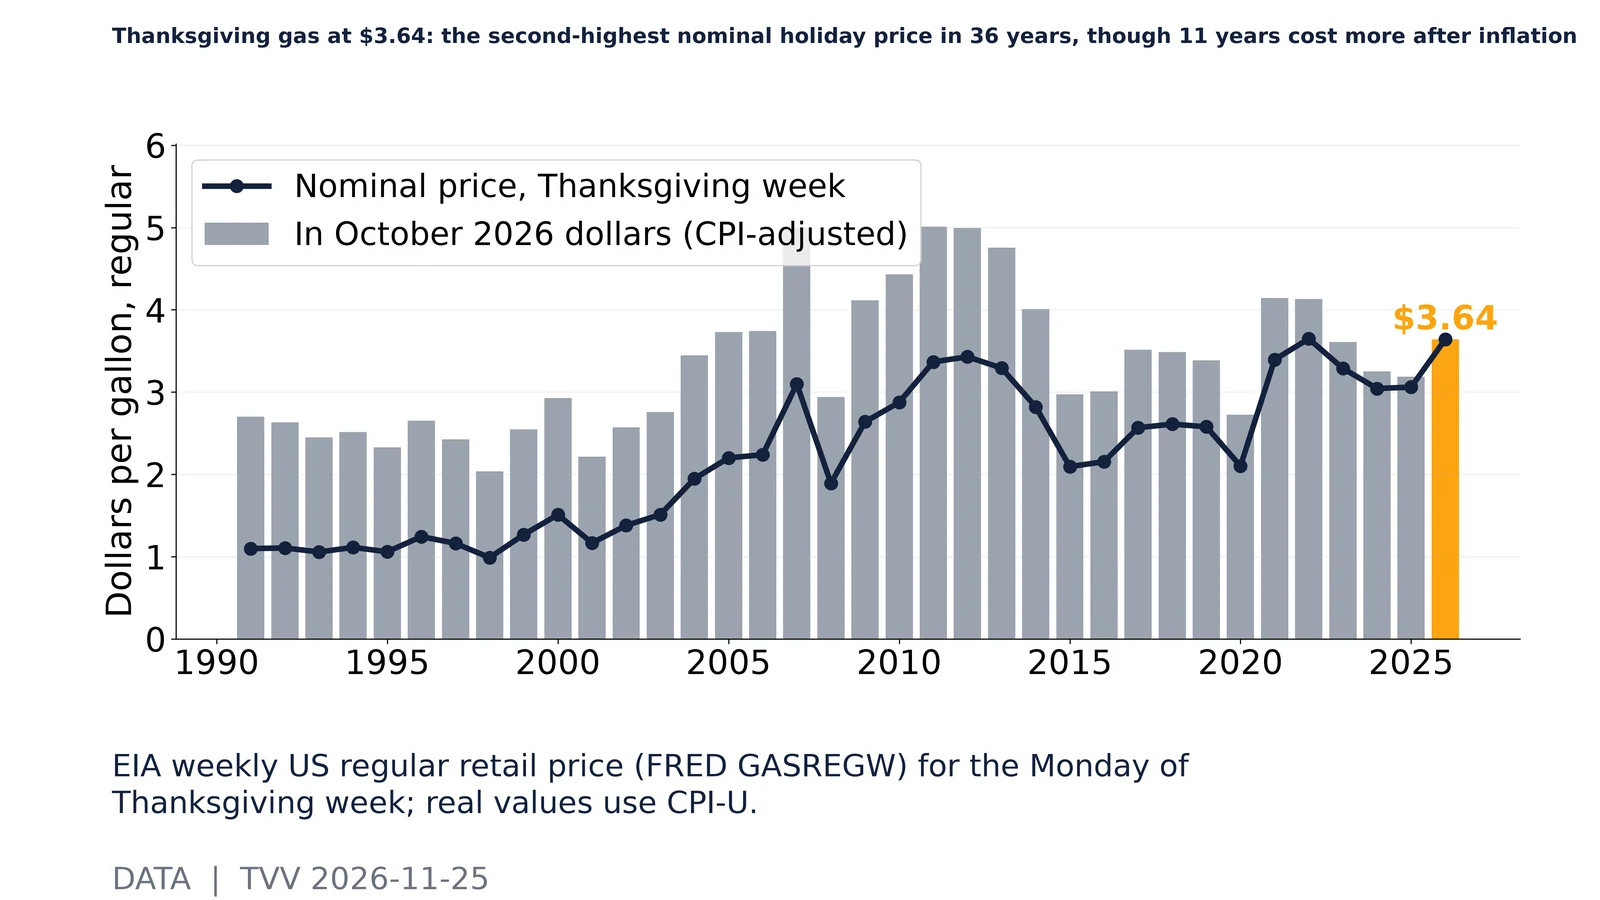 Thanksgiving gas at $3.64: the second-highest nominal holiday price in 36 years, though 11 years cost more after inflation
Dollars per gallon, regular
6
5
4
3
2
1
0
Nominal price, Thanksgiving week
In October 2026 dollars (CPI-adjusted)
$3.64
1990
1995
2000
2005
2010
2015
2020
2025
EIA weekly US regular retail price (FRED GASREGW) for the Monday of
Thanksgiving week; real values use CPI-U.
DATA | TVV 2026-11-25